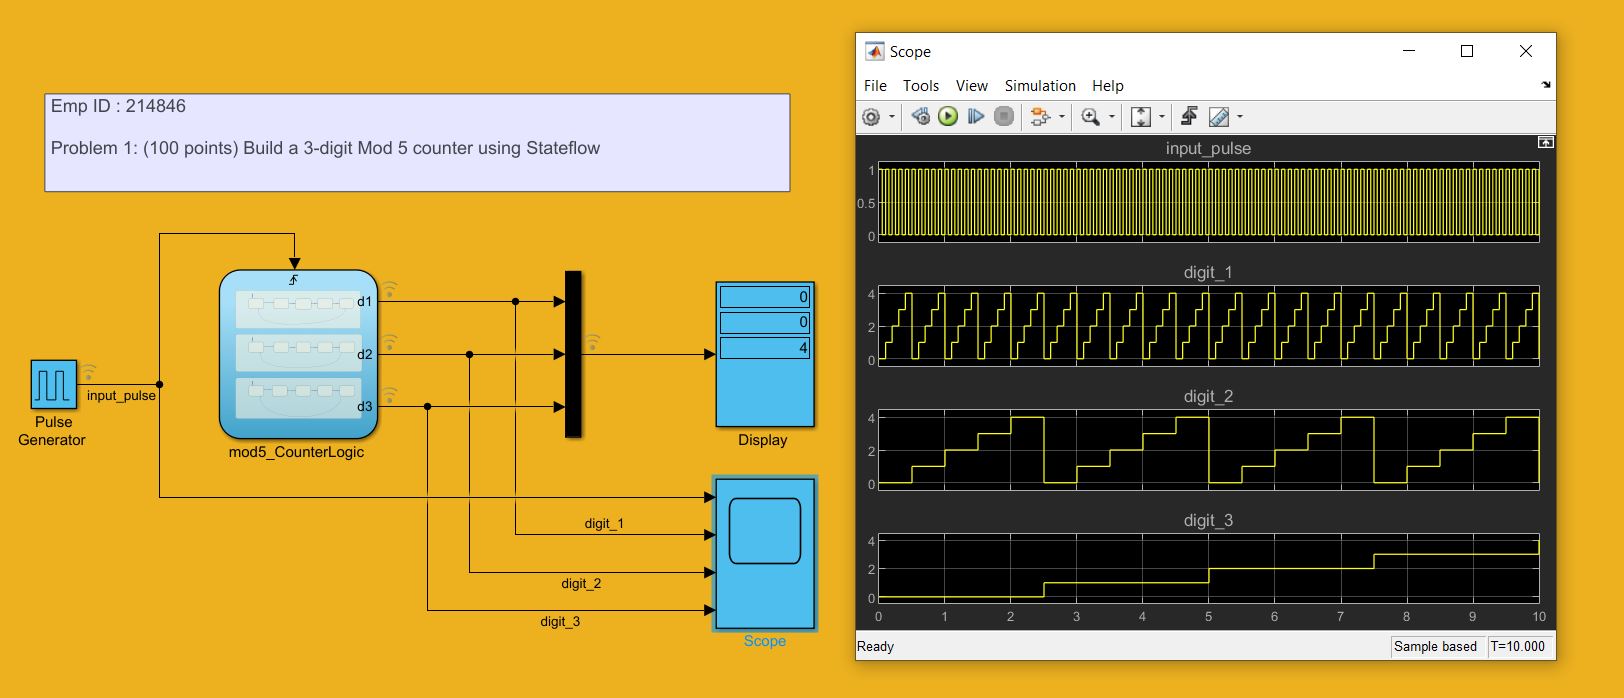 Emp ID : 214846
Problem 1: (100 points) Build a 3-digit Mod 5 counter using Stateflow
input_pulse
Pulse
Generator
d1
d2
d3
mod5_CounterLogic
0
0
4
Display
digit_1
digit_2
digit_3
Scope
Scope
File Tools View Simulation Help
input_pulse
1
0.5
0
digit_1
4
2
0
digit_2
4
2
0
digit_3
4
2
0
0 1 2 3 4 5 6 7 8 9 10
Ready Sample based T=10.000